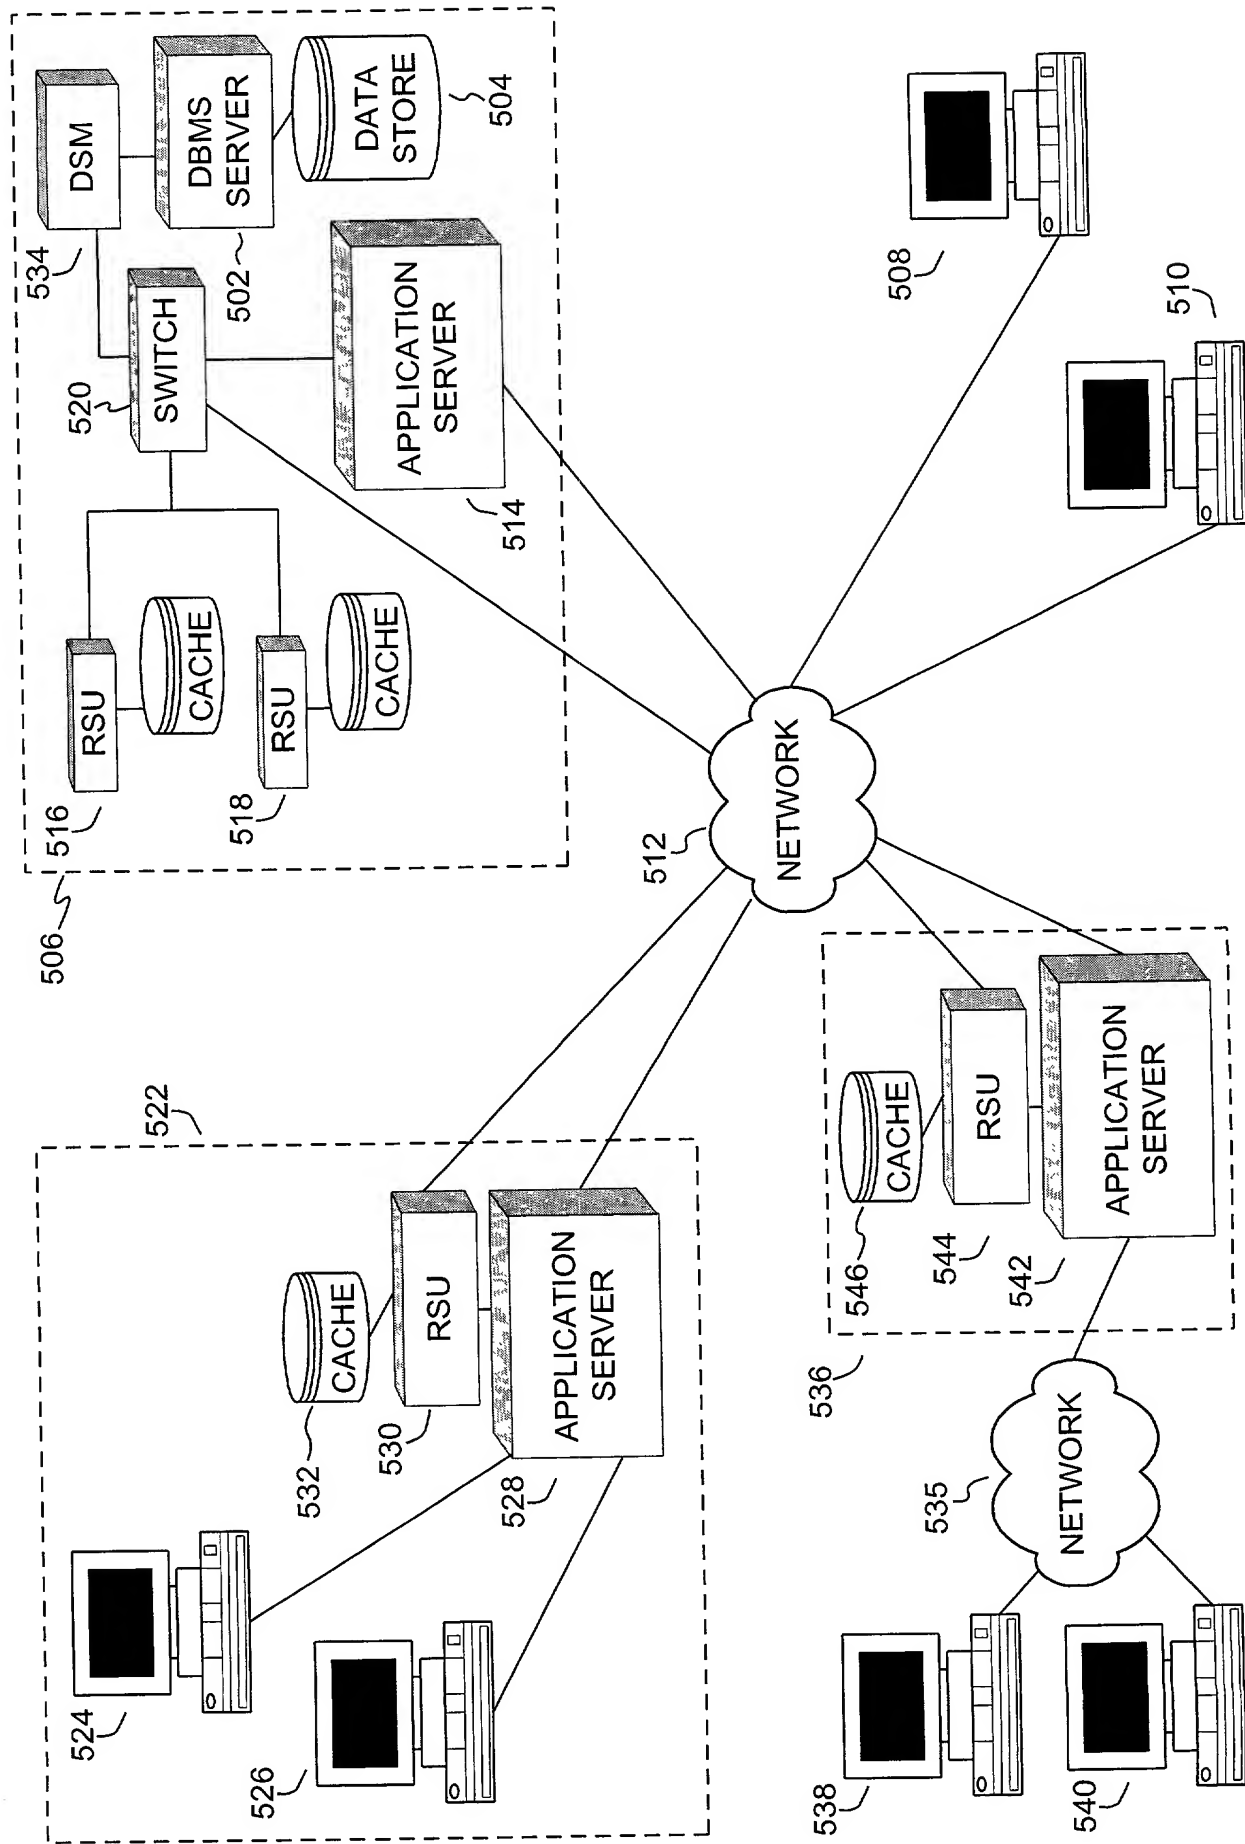 524
526
522
CACHE
532
RSU
530
APPLICATION
SERVER
528
506
516
RSU
CACHE
518
RSU
CACHE
520
SWITCH
534
DSM
502
DBMS
SERVER
DATA
STORE
504
APPLICATION
SERVER
514
512
NETWORK
508
510
538
540
535
NETWORK
536
546
CACHE
544
RSU
542
APPLICATION
SERVER